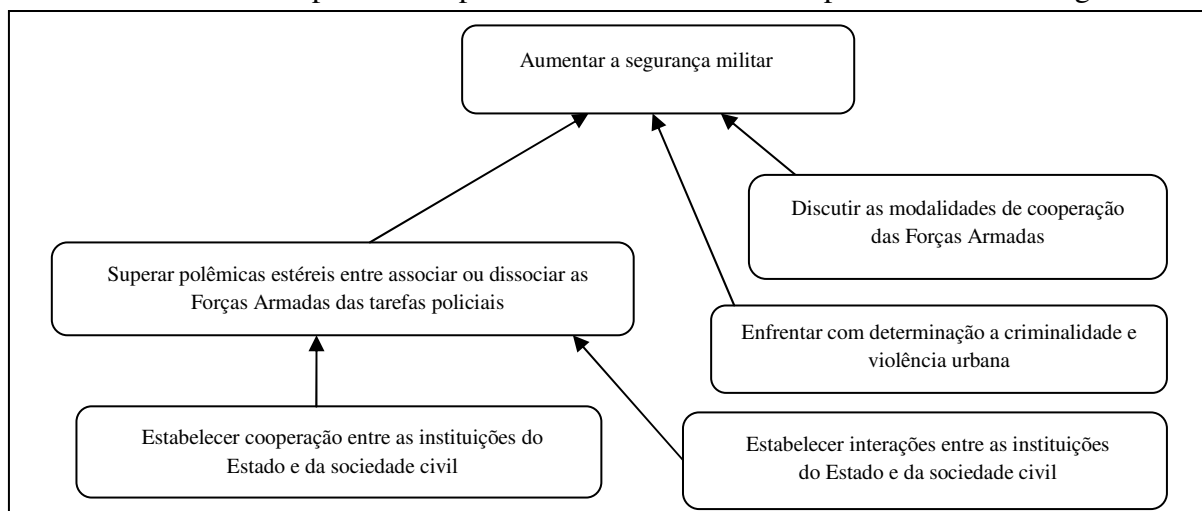 Aumentar a segurança militar
Discutir as modalidades de cooperação
das Forças Armadas
Superar polêmicas estéreis entre associar ou dissociar as
Forças Armadas das tarefas policiais
Enfrentar com determinação a criminalidade e
violência urbana
Estabelecer cooperação entre as instituições do
Estado e da sociedade civil
Estabelecer interações entre as instituições
do Estado e da sociedade civil